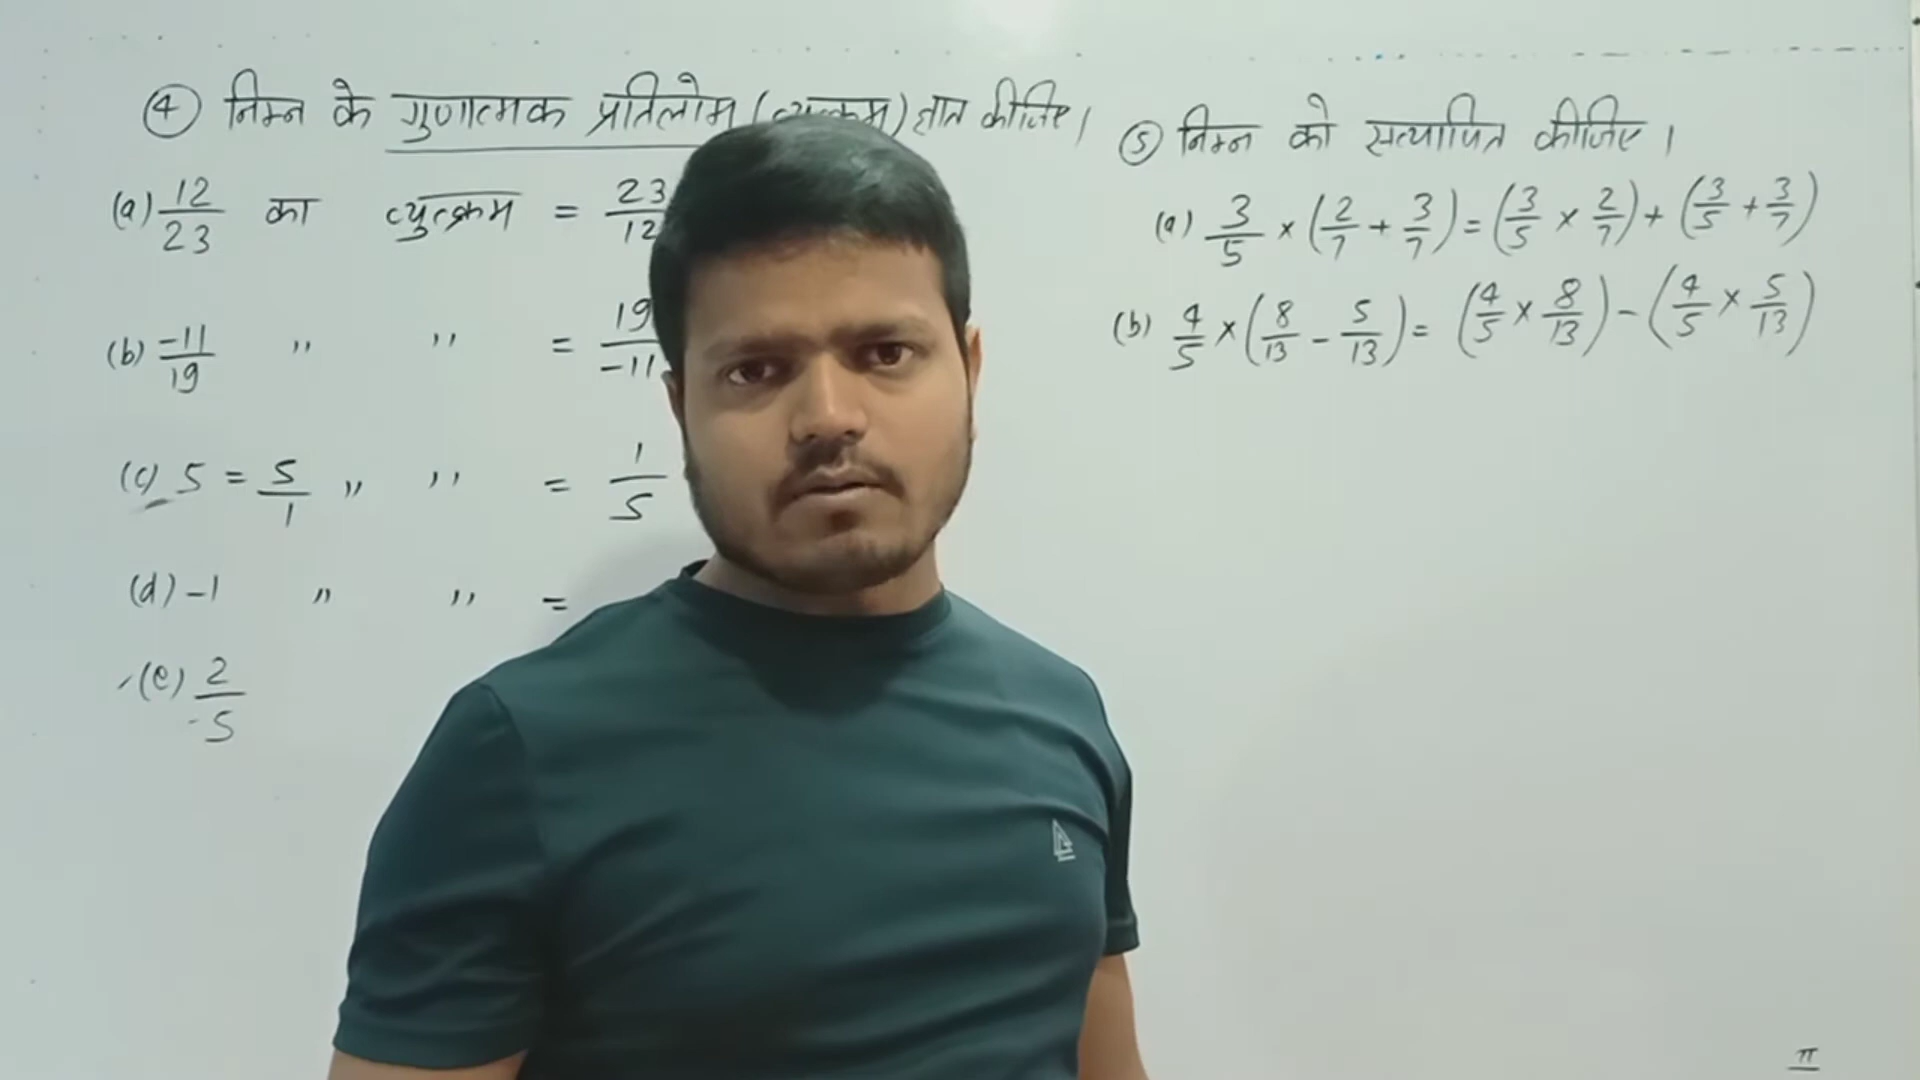 ④ निम्न के गुणात्मक प्रतिलोम (व्युत्क्रम) ज्ञात कीजिए।
(a) 12/23 का व्युत्क्रम = 23/12
(b) -11/19 " " = 19/-11
(c) 5 = 5/1 " " = 1/5
(d) -1 " " =
(e) 2/-5
⑤ निम्न को सत्यापित कीजिए।
(a) 3/5 × (2/7 + 3/7) = (3/5 × 2/7) + (3/5 + 3/7)
(b) 4/5 × (8/13 - 5/13) = (4/5 × 8/13) - (4/5 × 5/13)
π